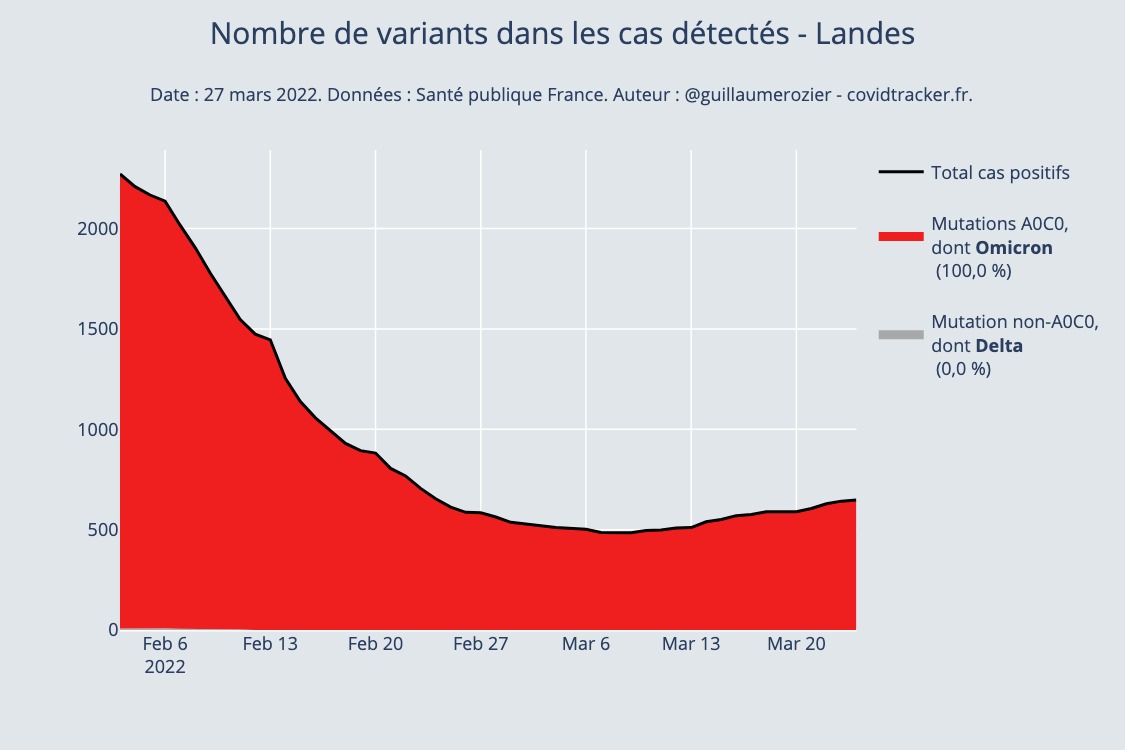 Nombre de variants dans les cas détectés - Landes
Date : 27 mars 2022. Données : Santé publique France. Auteur : @guillaumerozier - covidtracker.fr.
Total cas positifs
Mutations A0C0,
dont Omicron
(100,0 %)
Mutation non-A0C0,
dont Delta
(0,0 %)
2000
1500
1000
500
0
Feb 6
2022
Feb 13
Feb 20
Feb 27
Mar 6
Mar 13
Mar 20